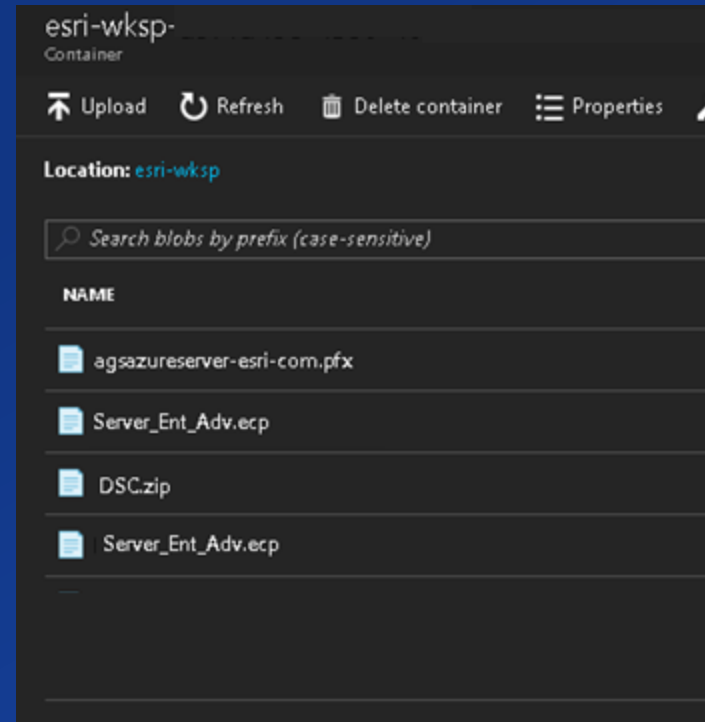 esri-wksp-
Container
Upload Refresh Delete container Properties
Location: esri-wksp
Search blobs by prefix (case-sensitive)
NAME
agsazureserver-esri-com.pfx
Server_Ent_Adv.ecp
DSC.zip
Server_Ent_Adv.ecp